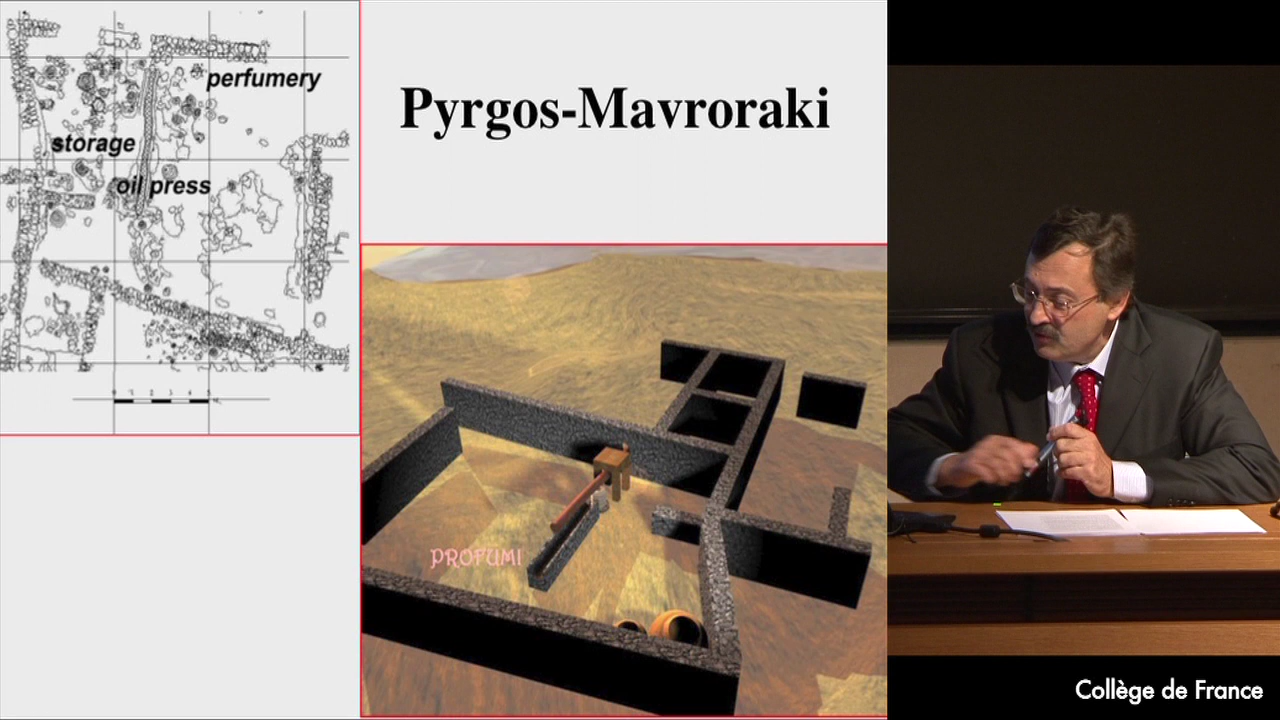 perfumery
storage
oil press
Pyrgos-Mavroraki
PROFUMI
Collège de France